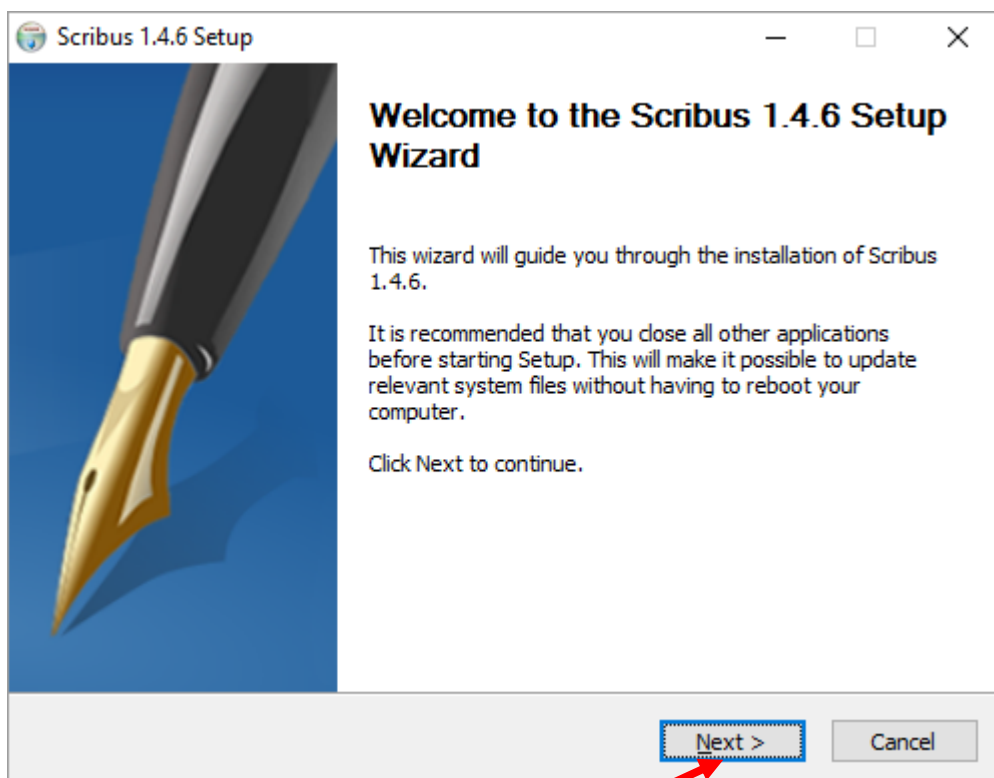 Scribus 1.4.6 Setup
Welcome to the Scribus 1.4.6 Setup
Wizard
This wizard will guide you through the installation of Scribus
1.4.6.
It is recommended that you close all other applications
before starting Setup. This will make it possible to update
relevant system files without having to reboot your
computer.
Click Next to continue.
Next >
Cancel